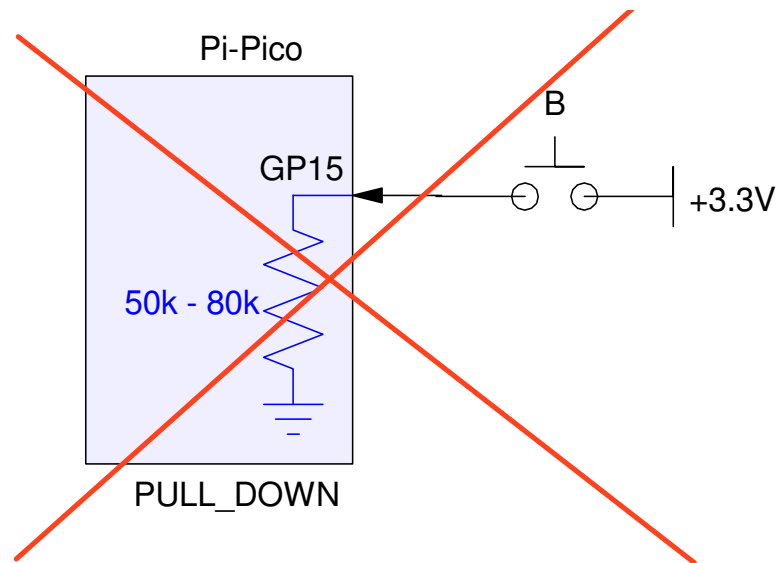 Pi-Pico
B
GP15
+3.3V
50k - 80k
PULL_DOWN